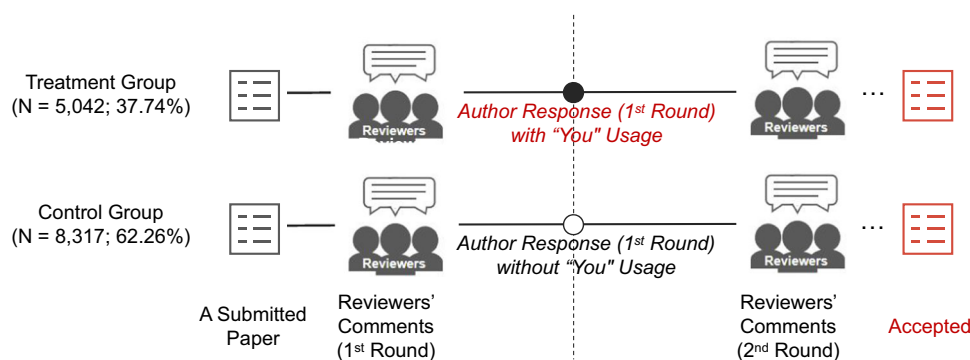 Treatment Group
(N = 5,042; 37.74%)
Reviewers
Author Response (1st Round)
with “You" Usage
Reviewers
...
Control Group
(N = 8,317; 62.26%)
Reviewers
Author Response (1st Round)
without “You" Usage
Reviewers
...
A Submitted
Paper
Reviewers’
Comments
(1st Round)
Reviewers’
Comments
(2nd Round)
Accepted